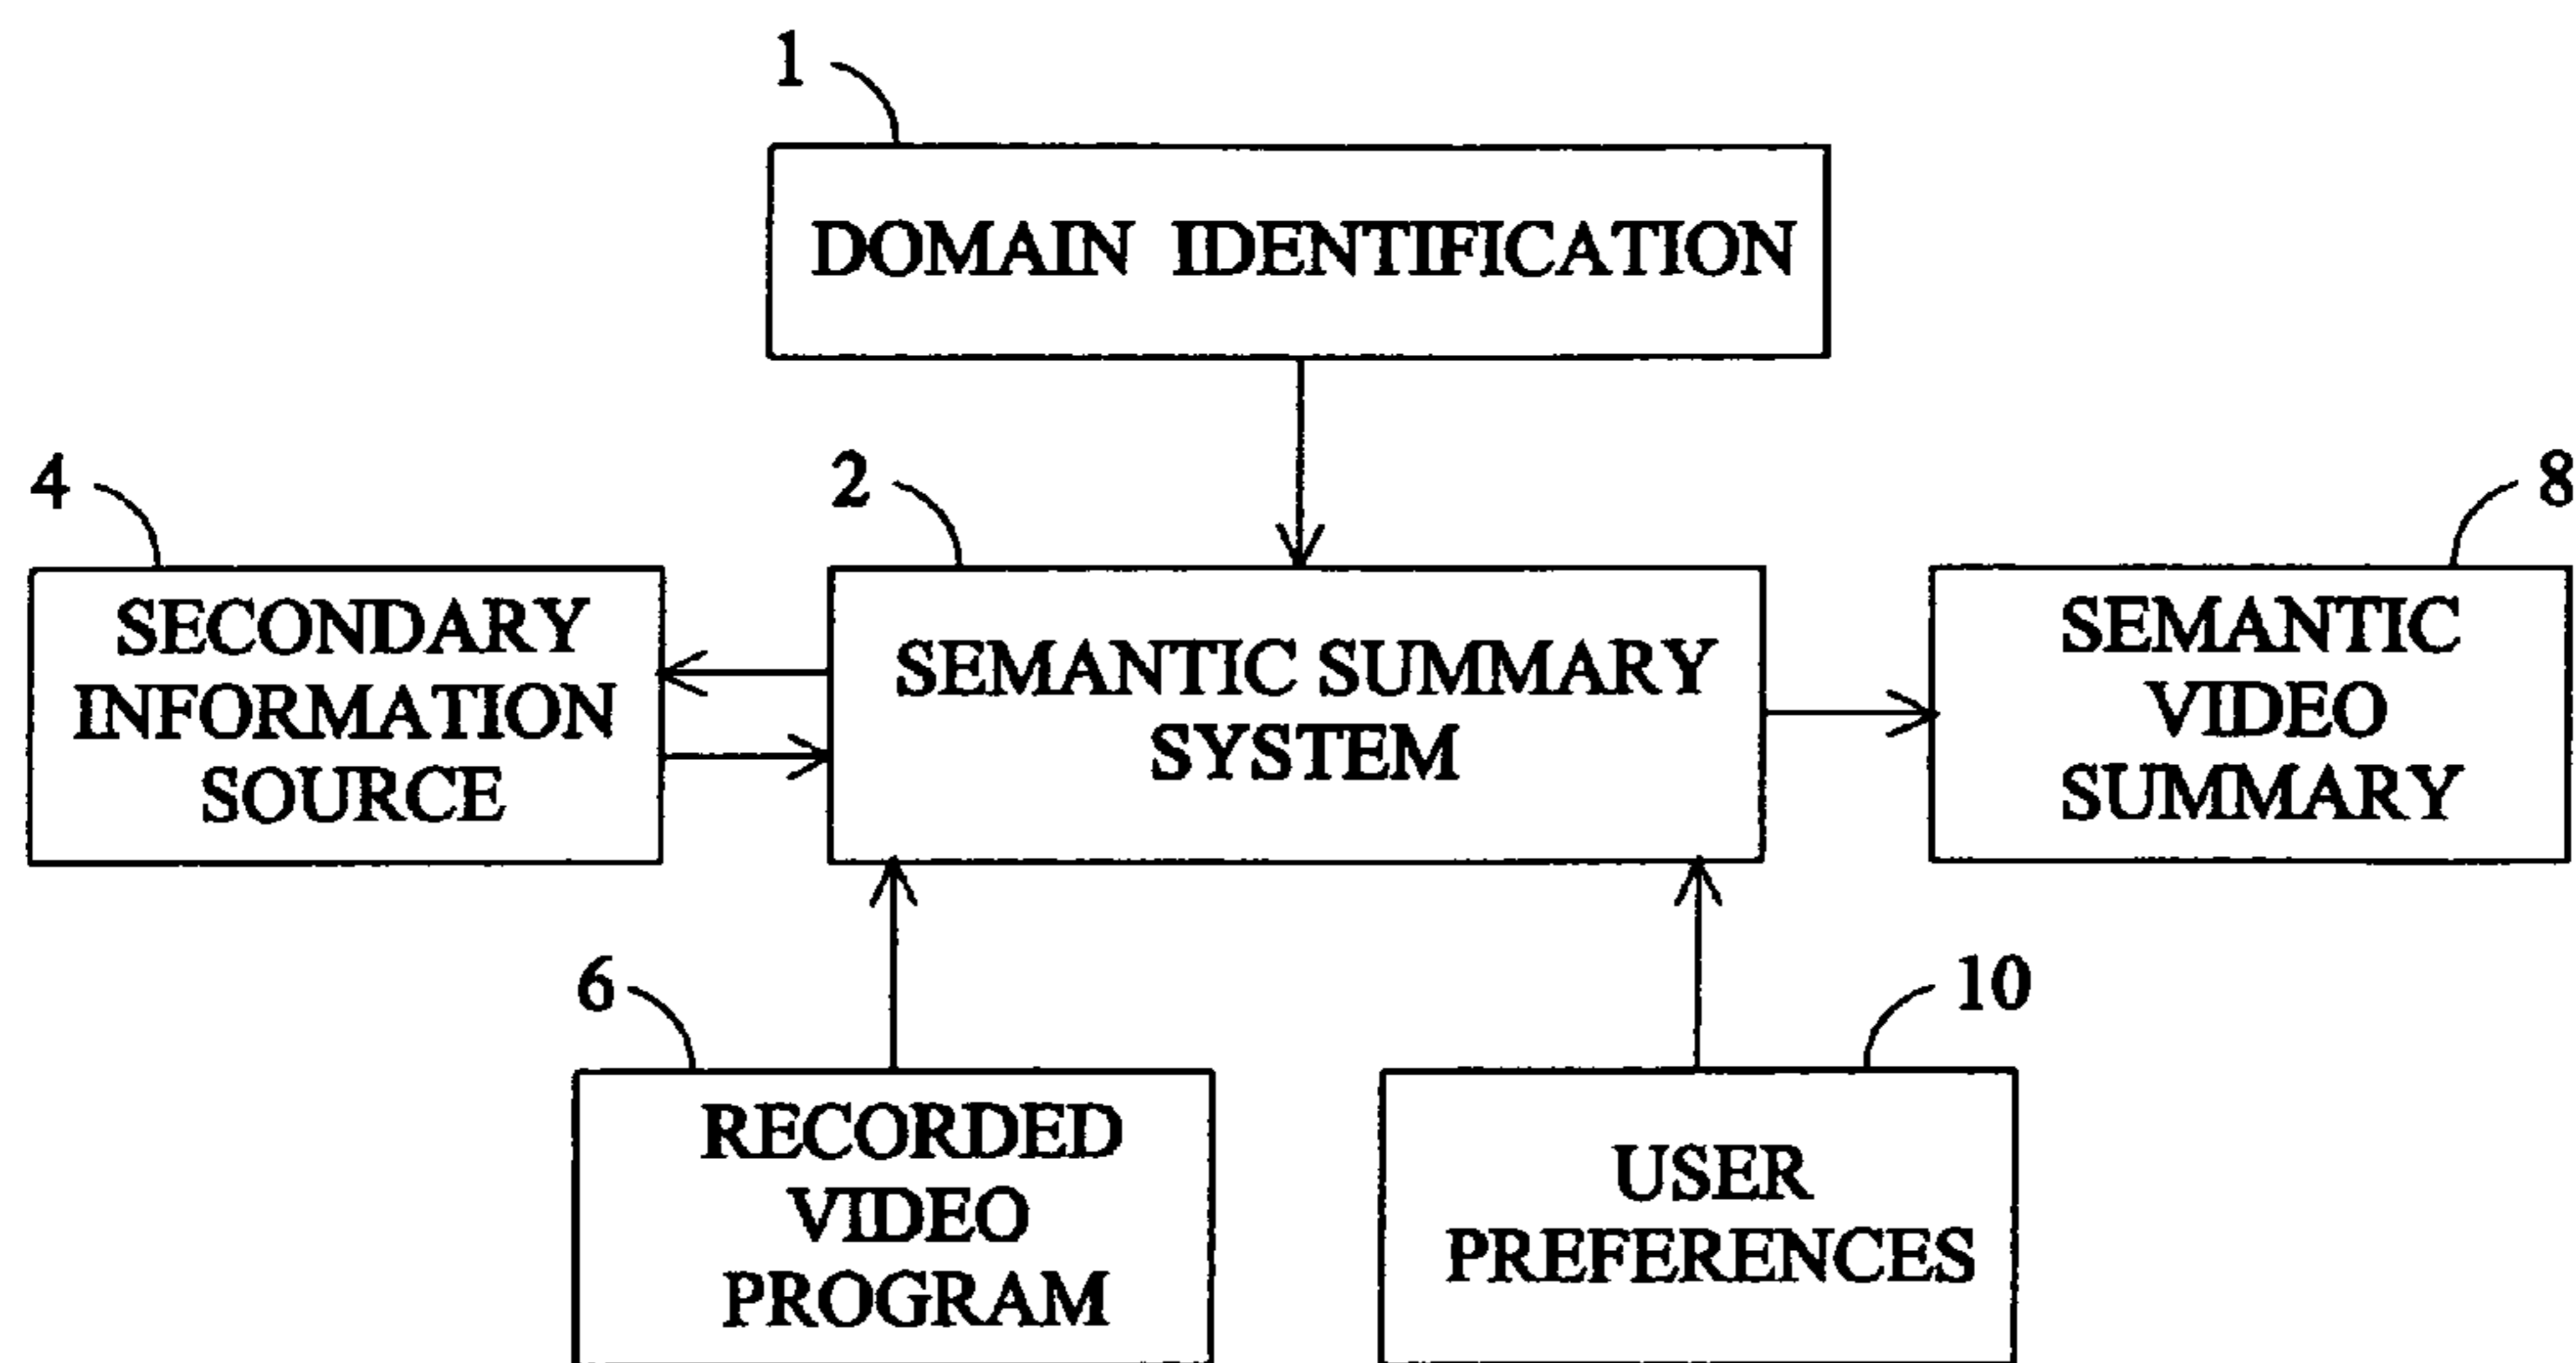 1
DOMAIN IDENTIFICATION
4
2
8
SECONDARY
INFORMATION
SOURCE
SEMANTIC SUMMARY
SYSTEM
SEMANTIC
VIDEO
SUMMARY
6
10
RECORDED
VIDEO
PROGRAM
USER
PREFERENCES